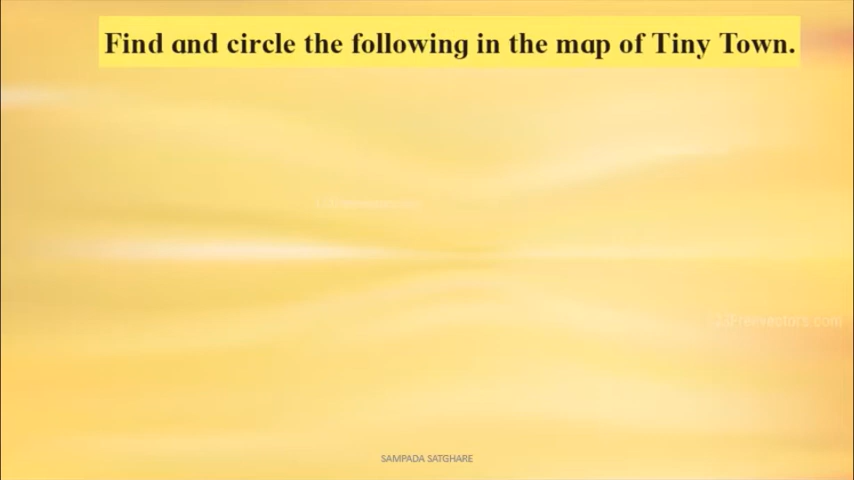 Find and circle the following in the map of Tiny Town.
SAMPADA SATGHARE